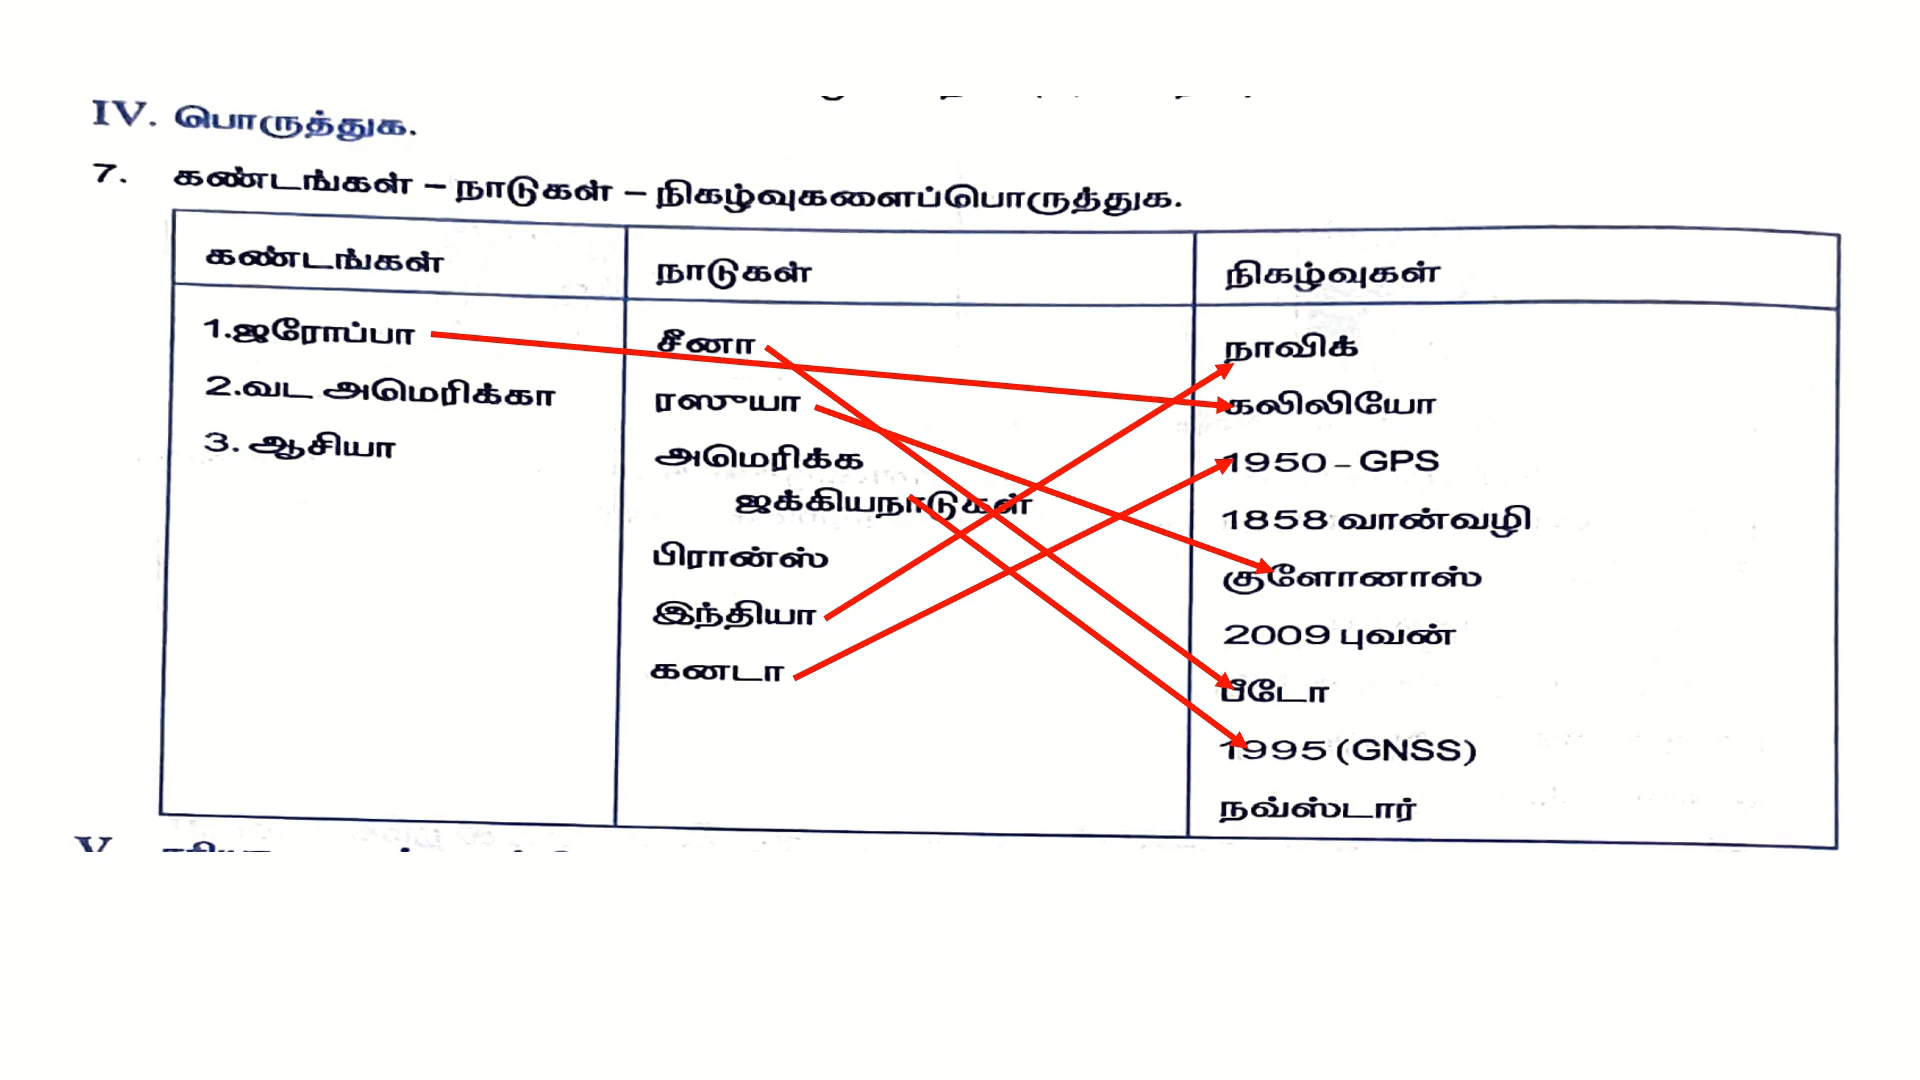 IV. பொருத்துக.
7. கண்டங்கள் – நாடுகள் – நிகழ்வுகளைப்பொருத்துக.
கண்டங்கள்
1.ஐரோப்பா
2.வட அமெரிக்கா
3. ஆசியா
நாடுகள்
சீனா
ரஸுயா
அமெரிக்க
ஐக்கியநாடுகள்
பிரான்ஸ்
இந்தியா
கனடா
நிகழ்வுகள்
நாவிக்
கலிலியோ
1950 – GPS
1858 வான்வழி
குளோனாஸ்
2009 புவன்
பீடோ
1995 (GNSS)
நவ்ஸ்டார்
V.